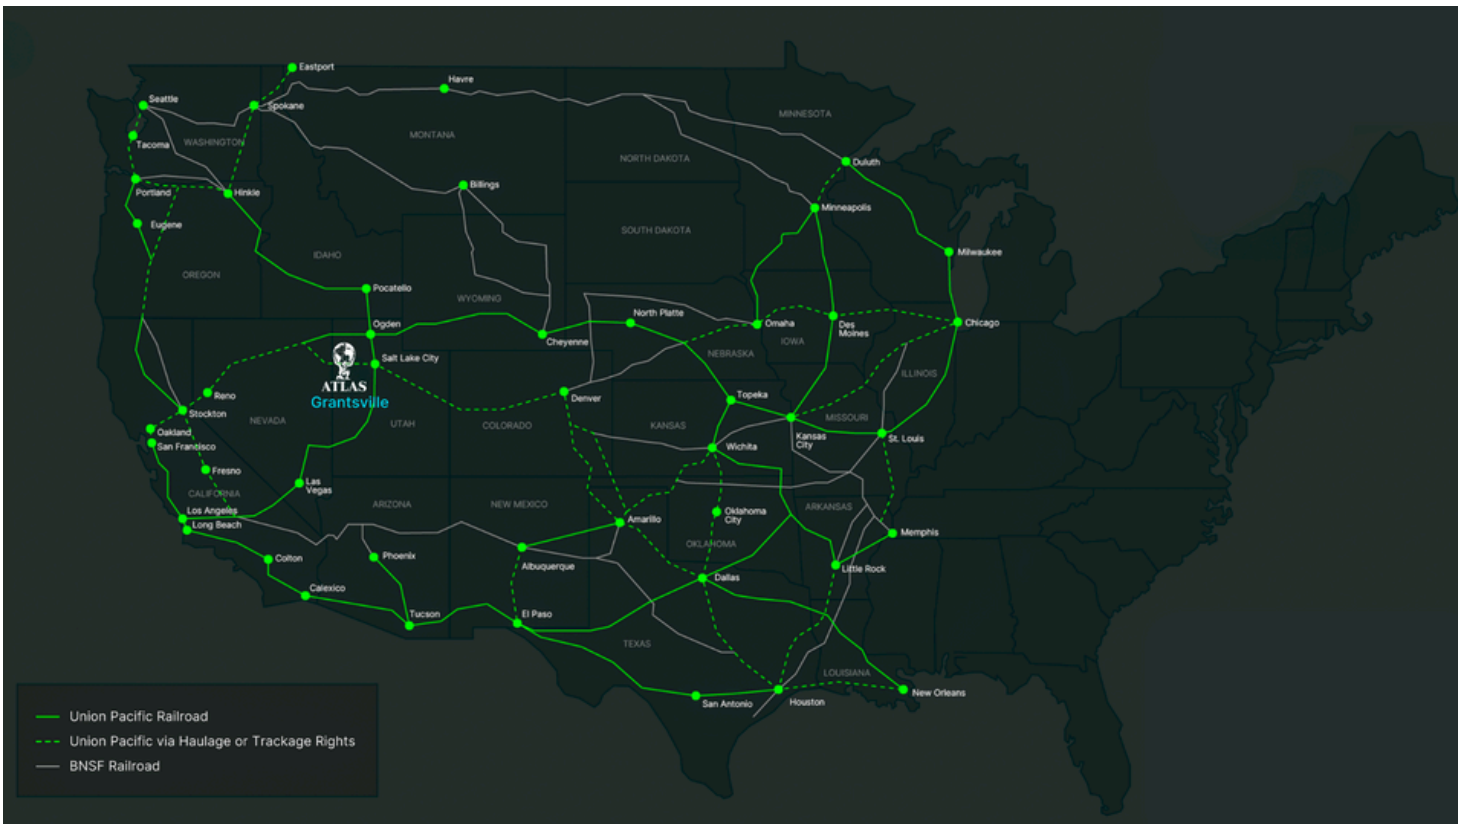 Eastport
Havre
Seattle
Spokane
MINNESOTA
MONTANA
WASHINGTON
Tacoma
NORTH DAKOTA
Duluth
Portland
Hinkle
Billings
Minneapolis
Eugene
SOUTH DAKOTA
IDAHO
Milwaukee
OREGON
Pocatello
WYOMING
North Platte
Ogden
Omaha
Des
Moines
Chicago
Cheyenne
IOWA
NEBRASKA
Salt Lake City
ATLAS
Grantsville
ILLINOIS
Reno
Denver
Topeka
Stockton
NEVADA
UTAH
COLORADO
KANSAS
MISSOURI
Oakland
San Franstisco
Wichita
Kansas
City
St. Louis
Fresno
Las
Vegas
CALIFORNIA
ARIZONA
NEW MEXICO
ARKANSAS
Los Angeles
Long Beach
Amarillo
Oklahoma
City
OKLAHOMA
Memphis
Colton
Phoenix
Albuquerque
Little Rock
Dallas
Calexico
Tucson
El Paso
TEXAS
LOUISIANA
San Antonio
Houston
New Orleans
Union Pacific Railroad
Union Pacific via Haulage or Trackage Rights
BNSF Railroad